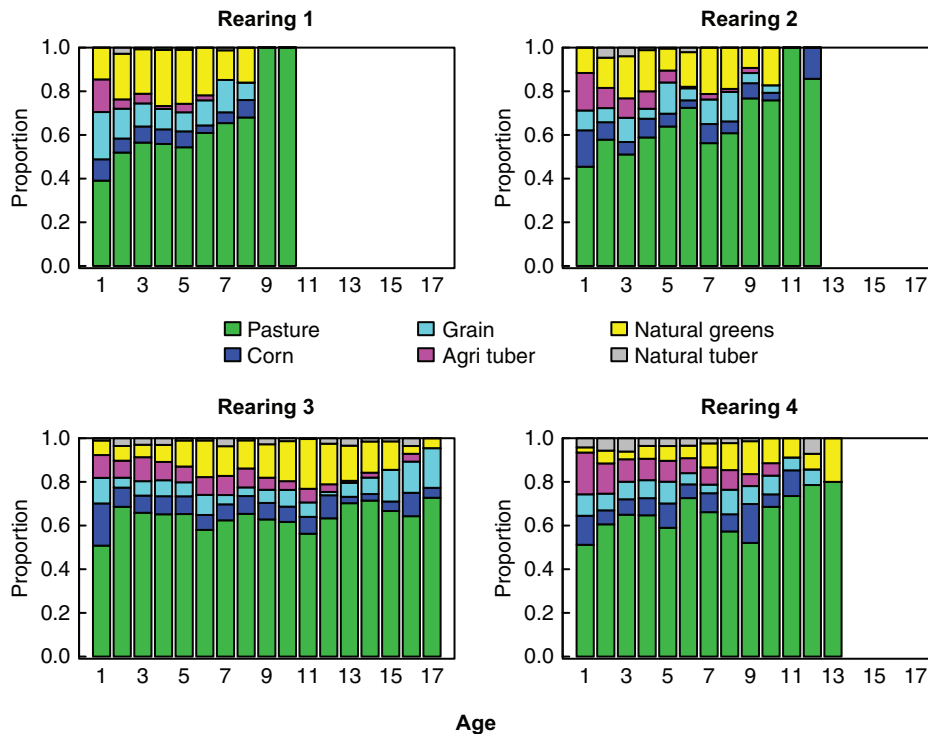 Rearing 1
Rearing 2
1.0
0.8
0.6
0.4
0.2
0.0
Proportion
1 3 5 7 9 11 13 15 17
1.0
0.8
0.6
0.4
0.2
0.0
Proportion
1 3 5 7 9 11 13 15 17
Pasture Grain Natural greens
Corn Agri tuber Natural tuber
Rearing 3
Rearing 4
1.0
0.8
0.6
0.4
0.2
0.0
Proportion
1 3 5 7 9 11 13 15 17
1.0
0.8
0.6
0.4
0.2
0.0
Proportion
1 3 5 7 9 11 13 15 17
Age